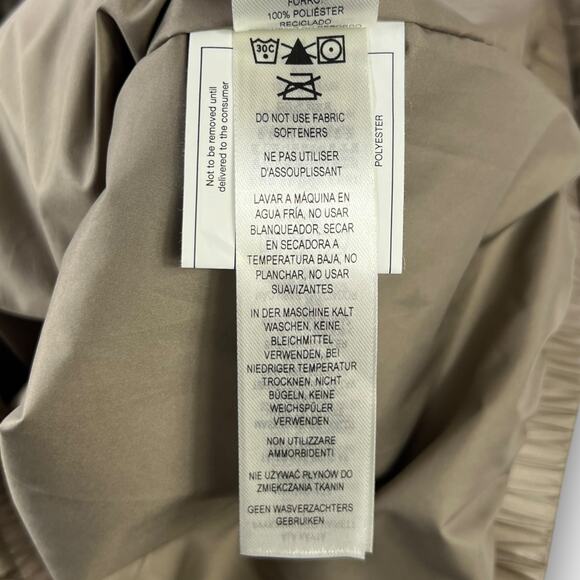 FORRO:
100% POLIÉSTER
RECICLADO
30C
DO NOT USE FABRIC
SOFTENERS
NE PAS UTILISER
D'ASSOUPLISSANT
LAVAR A MÁQUINA EN
AGUA FRÍA, NO USAR
BLANQUEADOR, SECAR
EN SECADORA A
TEMPERATURA BAJA, NO
PLANCHAR, NO USAR
SUAVIZANTES
IN DER MASCHINE KALT
WASCHEN, KEINE
BLEICHMITTEL
VERWENDEN, BEI
NIEDRIGER TEMPERATUR
TROCKNEN, NICHT
BÜGELN, KEINE
WEICHSPÜLER
VERWENDEN
NON UTILIZZARE
AMMORBIDENTI
NIE UŻYWAĆ PŁYNÓW DO
ZMIĘKCZANIA TKANIN
GEEN WASVERZACHTERS
GEBRUIKEN
Not to be removed until
delivered to the consumer
POLYESTER